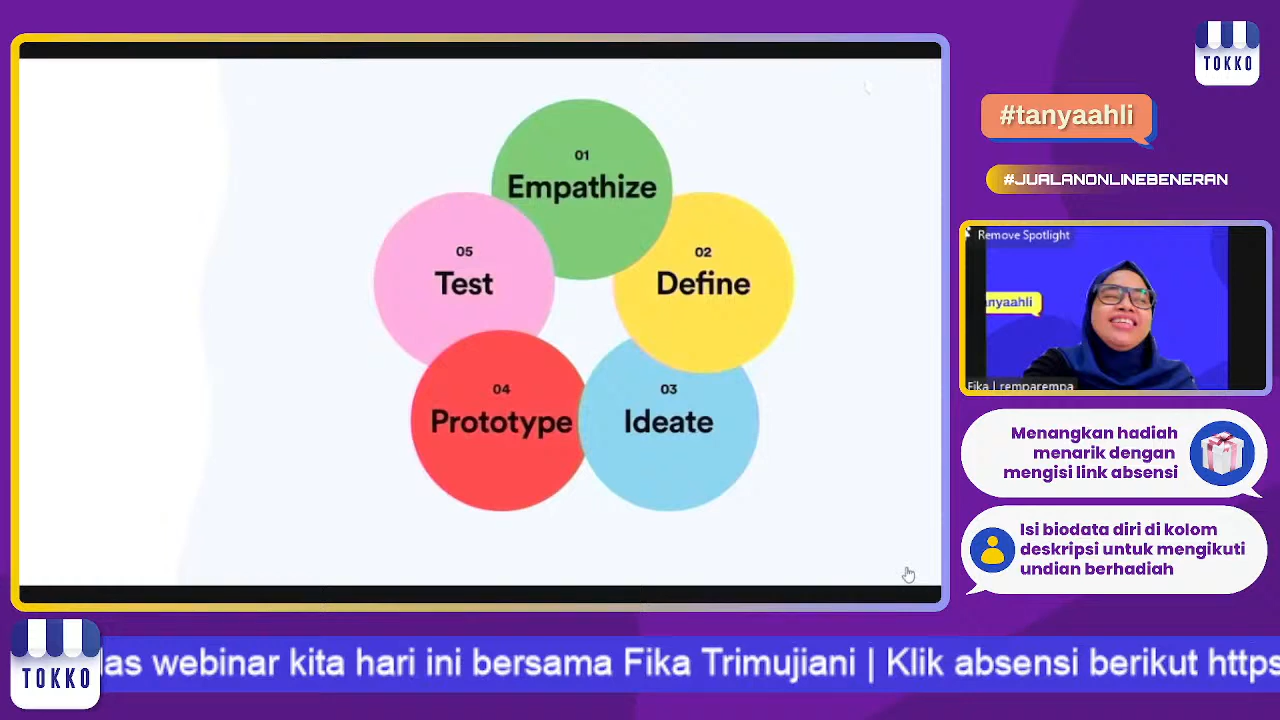 01
Empathize
05
Test
02
Define
04
Prototype
03
Ideate
TOKKO
#tanyaahli
#JUALANONLINEBENERAN
Remove Spotlight
anyaahli
Fika | remparempa
Menangkan hadiah
menarik dengan
mengisi link absensi
Isi biodata diri di kolom
deskripsi untuk mengikuti
undian berhadiah
TOKKO
as webinar kita hari ini bersama Fika Trimujiani | Klik absensi berikut https